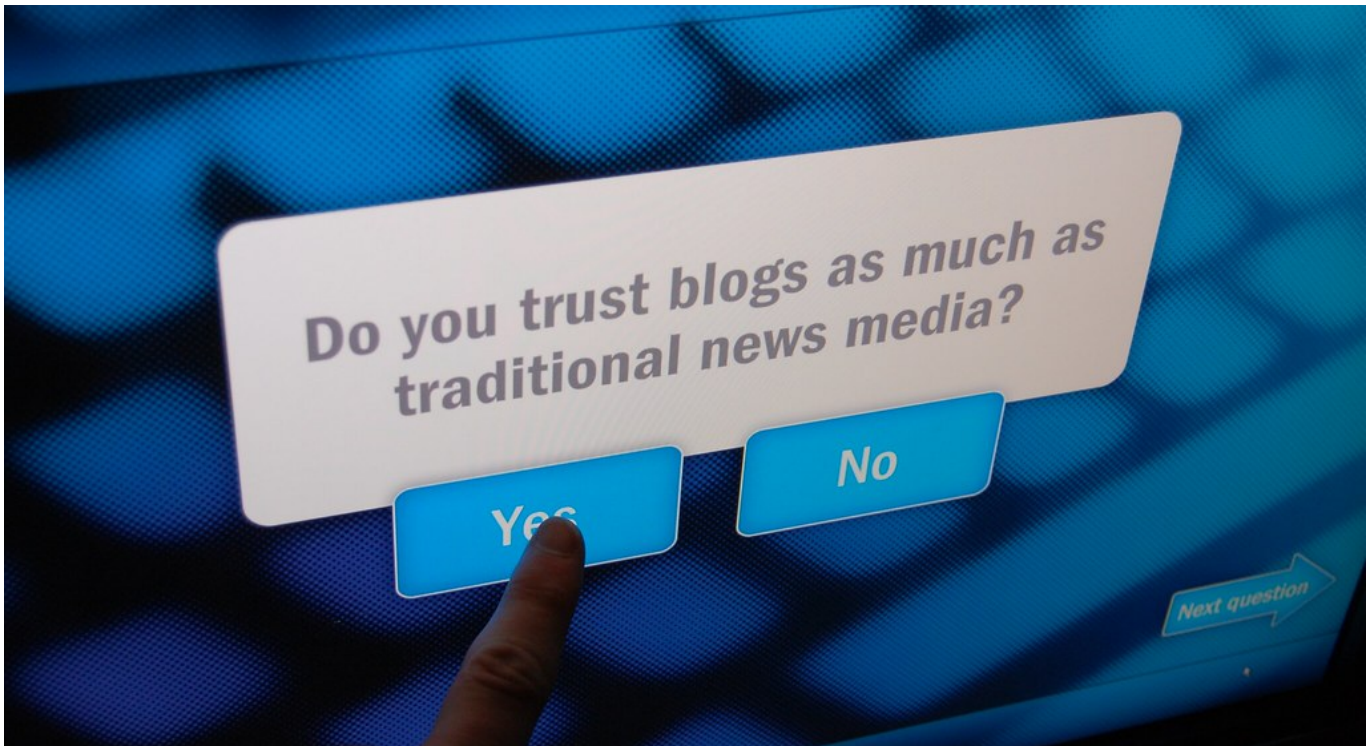 Do you trust blogs as much as
traditional news media?
Yes
No
Next question